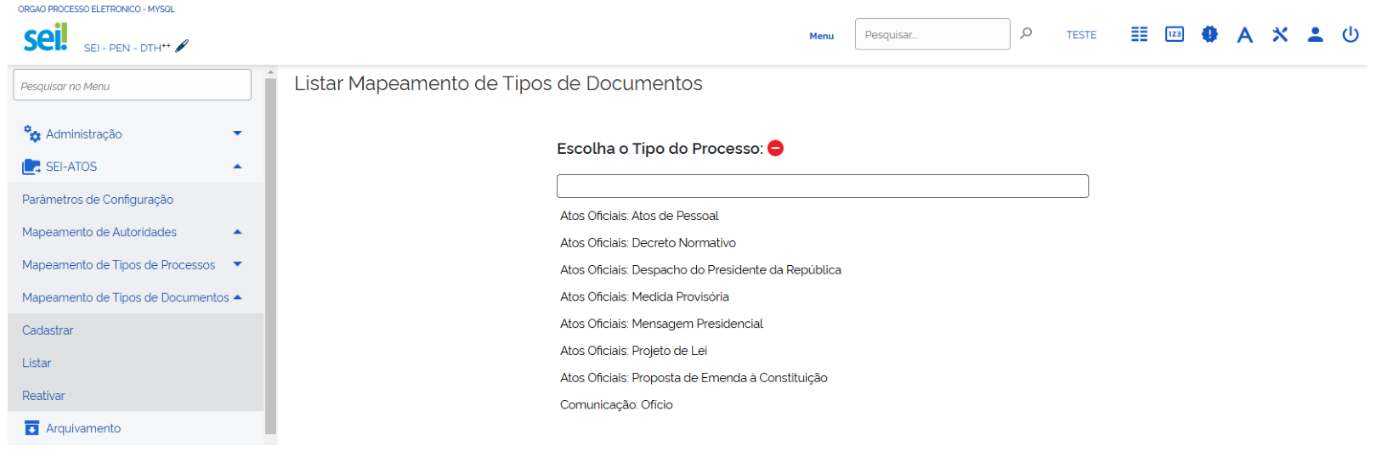 ORGAO PROCESSO ELETRONICO - MYSQL
sei!
SEI - PEN - DTH++
Menu
Pesquisar...
TESTE
123
A
Pesquisar no Menu
Administração
SEI-ATOS
Parâmetros de Configuração
Mapeamento de Autoridades
Mapeamento de Tipos de Processos
Mapeamento de Tipos de Documentos
Cadastrar
Listar
Reativar
Arquivamento
Listar Mapeamento de Tipos de Documentos
Escolha o Tipo do Processo:
Atos Oficiais: Atos de Pessoal
Atos Oficiais: Decreto Normativo
Atos Oficiais: Despacho do Presidente da República
Atos Oficiais: Medida Provisória
Atos Oficiais: Mensagem Presidencial
Atos Oficiais: Projeto de Lei
Atos Oficiais: Proposta de Emenda à Constituição
Comunicação: Ofício